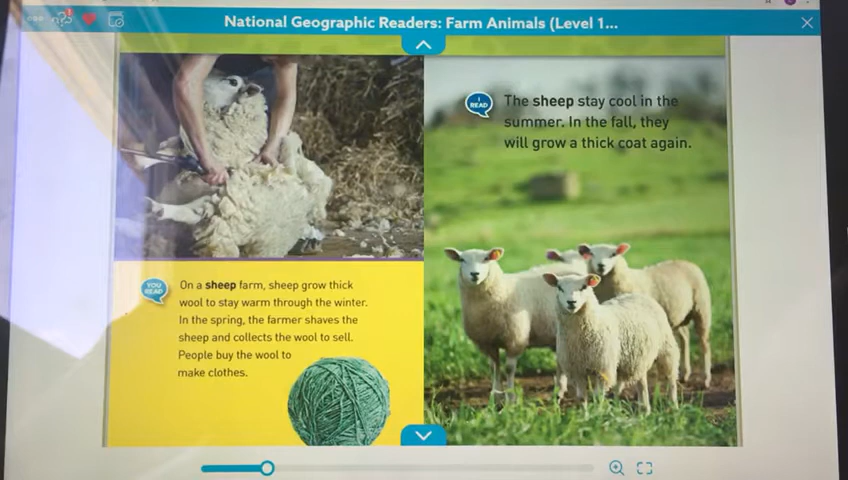 National Geographic Readers: Farm Animals (Level 1...
YOU
READ
On a sheep farm, sheep grow thick
wool to stay warm through the winter.
In the spring, the farmer shaves the
sheep and collects the wool to sell.
People buy the wool to
make clothes.
I
READ
The sheep stay cool in the
summer. In the fall, they
will grow a thick coat again.